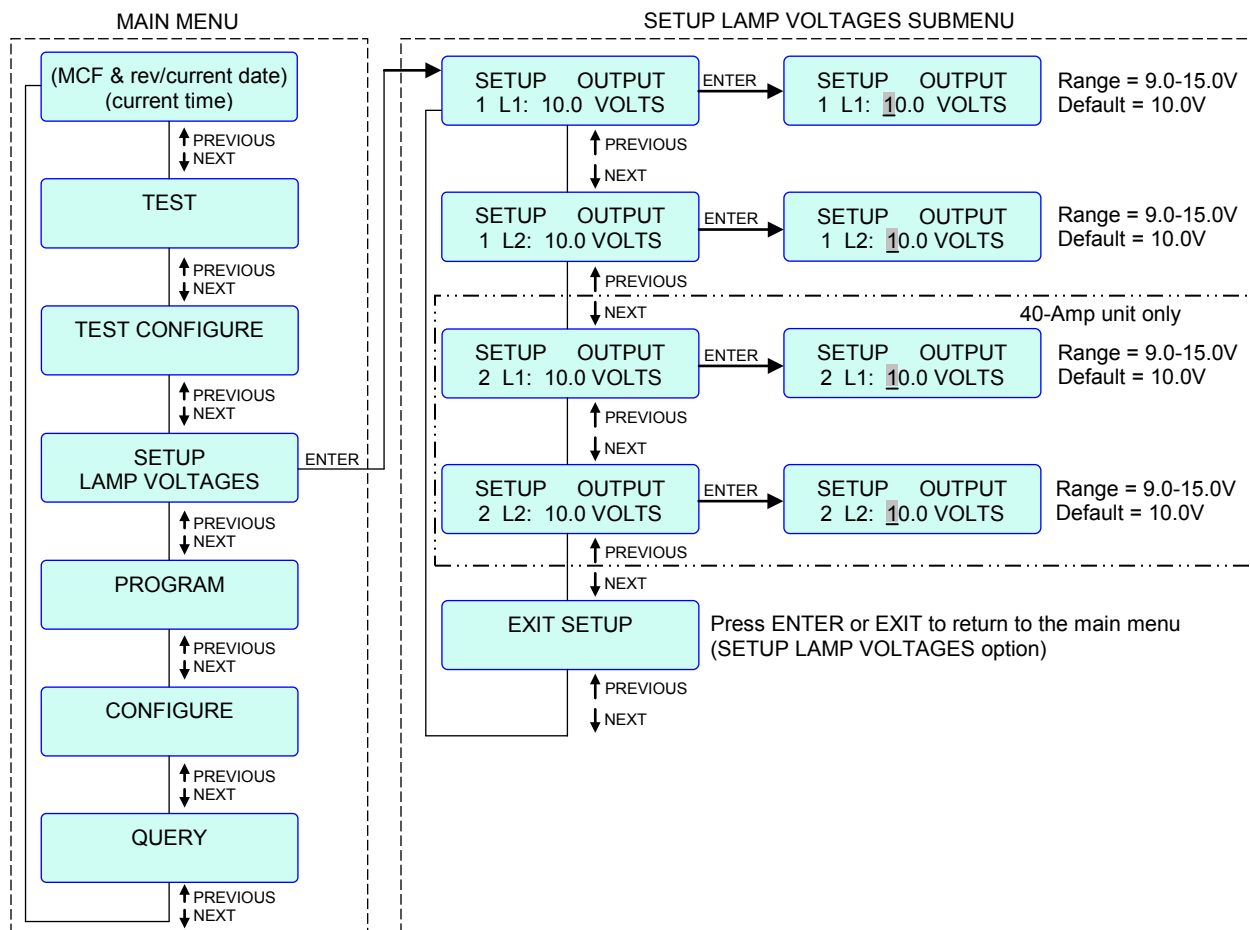 MAIN MENU
(MCF & rev/current date)
(current time)
PREVIOUS
NEXT
TEST
PREVIOUS
NEXT
TEST CONFIGURE
PREVIOUS
NEXT
SETUP
LAMP VOLTAGES
ENTER
PREVIOUS
NEXT
PROGRAM
PREVIOUS
NEXT
CONFIGURE
PREVIOUS
NEXT
QUERY
PREVIOUS
NEXT
SETUP LAMP VOLTAGES SUBMENU
SETUP OUTPUT
1 L1: 10.0 VOLTS
ENTER
SETUP OUTPUT
1 L1: 10.0 VOLTS
Range = 9.0-15.0V
Default = 10.0V
PREVIOUS
NEXT
SETUP OUTPUT
1 L2: 10.0 VOLTS
ENTER
SETUP OUTPUT
1 L2: 10.0 VOLTS
Range = 9.0-15.0V
Default = 10.0V
PREVIOUS
NEXT
40-Amp unit only
SETUP OUTPUT
2 L1: 10.0 VOLTS
ENTER
SETUP OUTPUT
2 L1: 10.0 VOLTS
Range = 9.0-15.0V
Default = 10.0V
PREVIOUS
NEXT
SETUP OUTPUT
2 L2: 10.0 VOLTS
ENTER
SETUP OUTPUT
2 L2: 10.0 VOLTS
Range = 9.0-15.0V
Default = 10.0V
PREVIOUS
NEXT
EXIT SETUP
Press ENTER or EXIT to return to the main menu
(SETUP LAMP VOLTAGES option)
PREVIOUS
NEXT